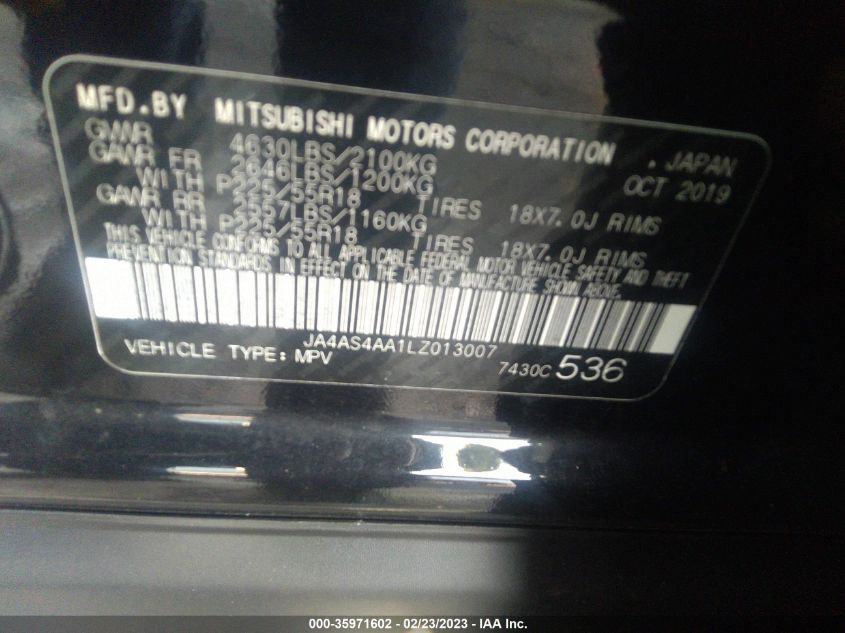 MFD.BY MITSUBISHI MOTORS CORPORATION , JAPAN
GVWR 4630LBS/2100KG OCT 2019
GAWR FR 2646LBS/1200KG
WITH P225/55R18 TIRES 18X7.0J RIMS
GAWR RR 2557LBS/1160KG
WITH P225/55R18 TIRES 18X7.0J RIMS
THIS VEHICLE CONFORMS TO ALL APPLICABLE FEDERAL MOTOR VEHICLE SAFETY AND THEFT
PREVENTION STANDARDS IN EFFECT ON THE DATE OF MANUFACTURE SHOWN ABOVE.
JA4AS4AA1LZ013007
VEHICLE TYPE: MPV 7430C 536
000-35971602 - 02/23/2023 - IAA Inc.